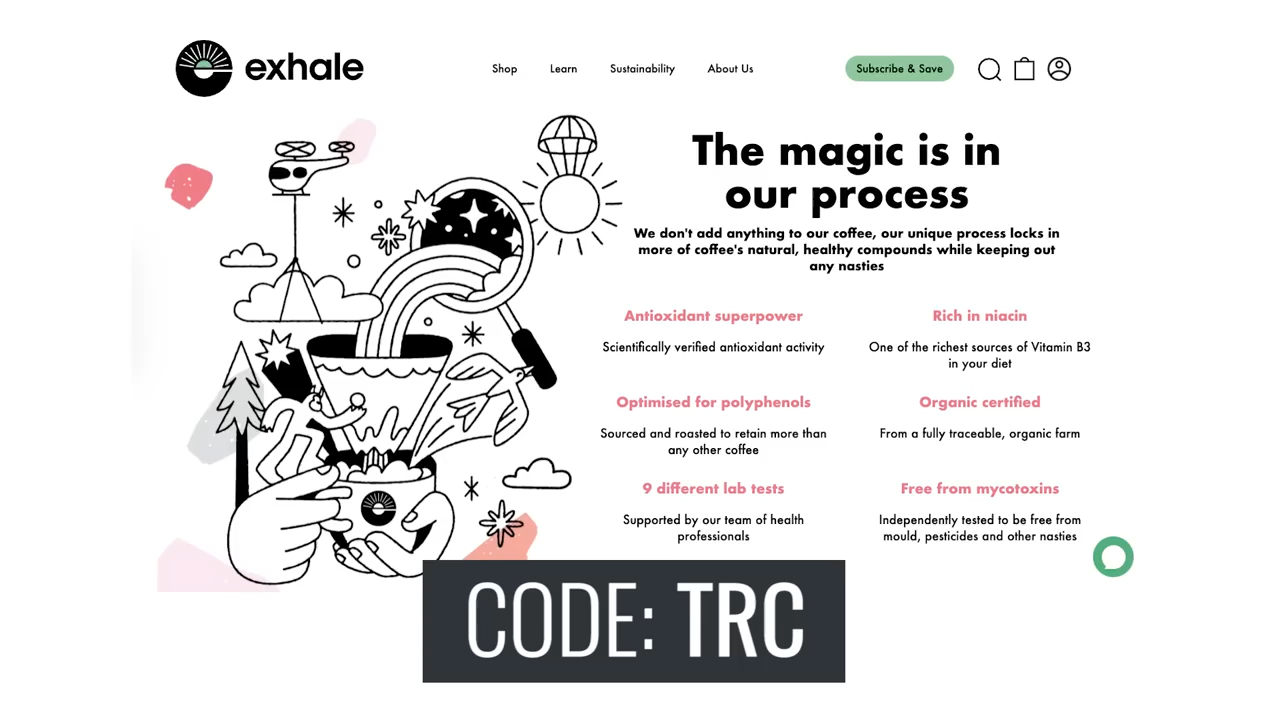 exhale
Shop
Learn
Sustainability
About Us
Subscribe & Save
The magic is in
our process
We don't add anything to our coffee, our unique process locks in
more of coffee's natural, healthy compounds while keeping out
any nasties
Antioxidant superpower
Scientifically verified antioxidant activity
Rich in niacin
One of the richest sources of Vitamin B3
in your diet
Optimised for polyphenols
Sourced and roasted to retain more than
any other coffee
Organic certified
From a fully traceable, organic farm
9 different lab tests
Supported by our team of health
professionals
Free from mycotoxins
Independently tested to be free from
mould, pesticides and other nasties
CODE: TRC